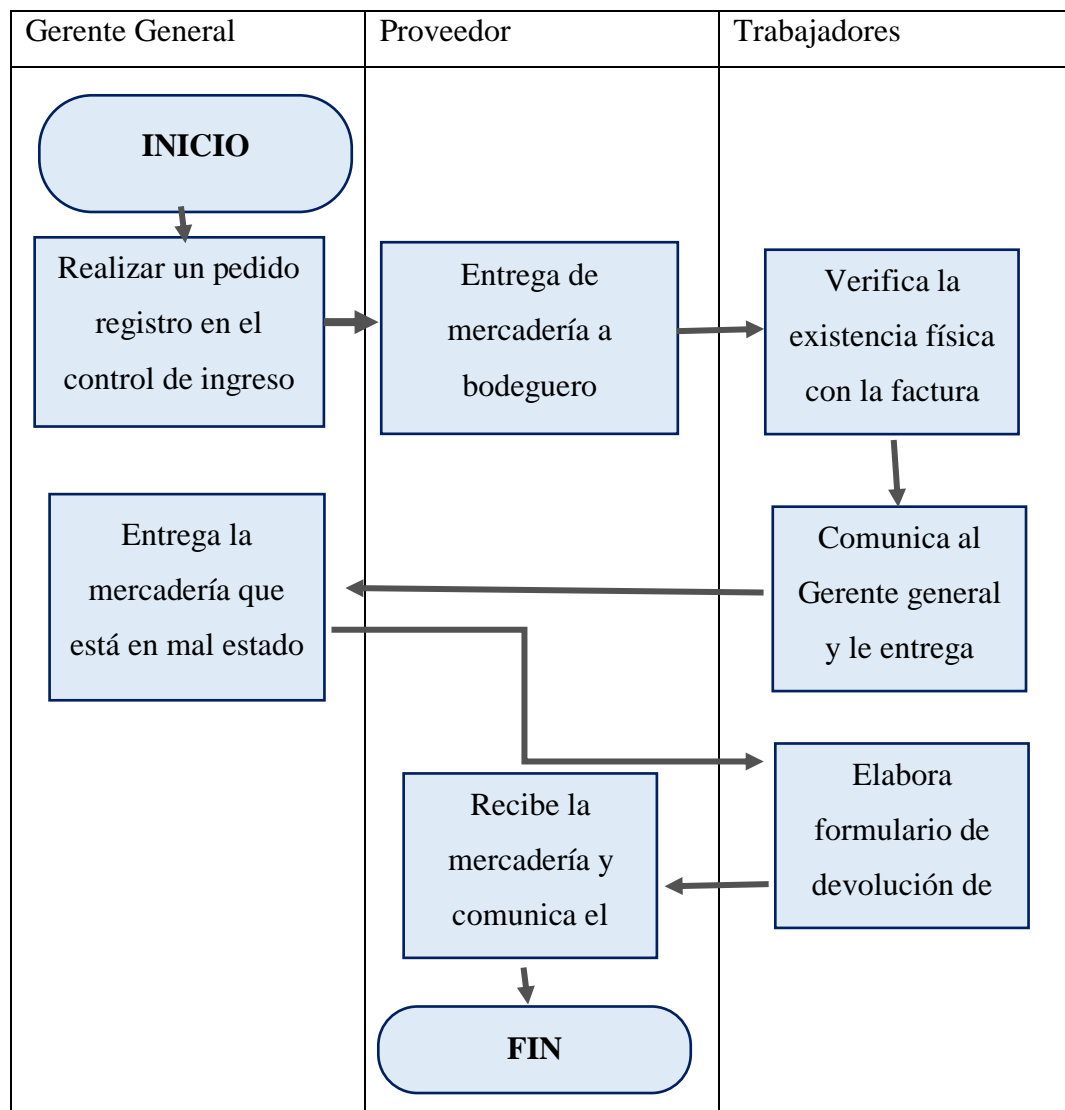 Gerente General
Proveedor
Trabajadores
INICIO
Realizar un pedido
registro en el
control de ingreso
Entrega de
mercadería a
bodeguero
Verifica la
existencia física
con la factura
Entrega la
mercadería que
está en mal estado
Comunica al
Gerente general
y le entrega
Recibe la
mercadería y
comunica el
Elabora
formulario de
devolución de
FIN